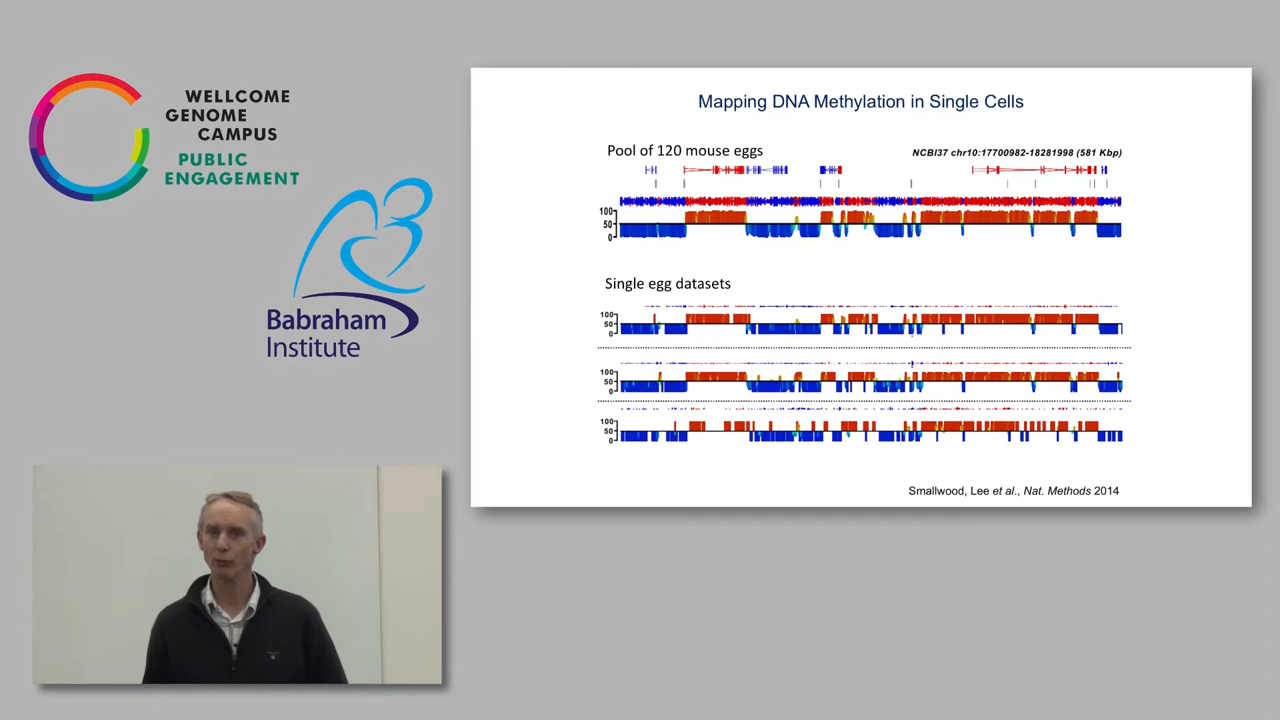 WELLCOME
GENOME
CAMPUS
PUBLIC
ENGAGEMENT
Babraham
Institute
Mapping DNA Methylation in Single Cells
Pool of 120 mouse eggs
NCBI37 chr10:17700982-18281998 (581 Kbp)
100
50
0
Single egg datasets
100
50
0
100
50
0
100
50
0
Smallwood, Lee et al., Nat. Methods 2014